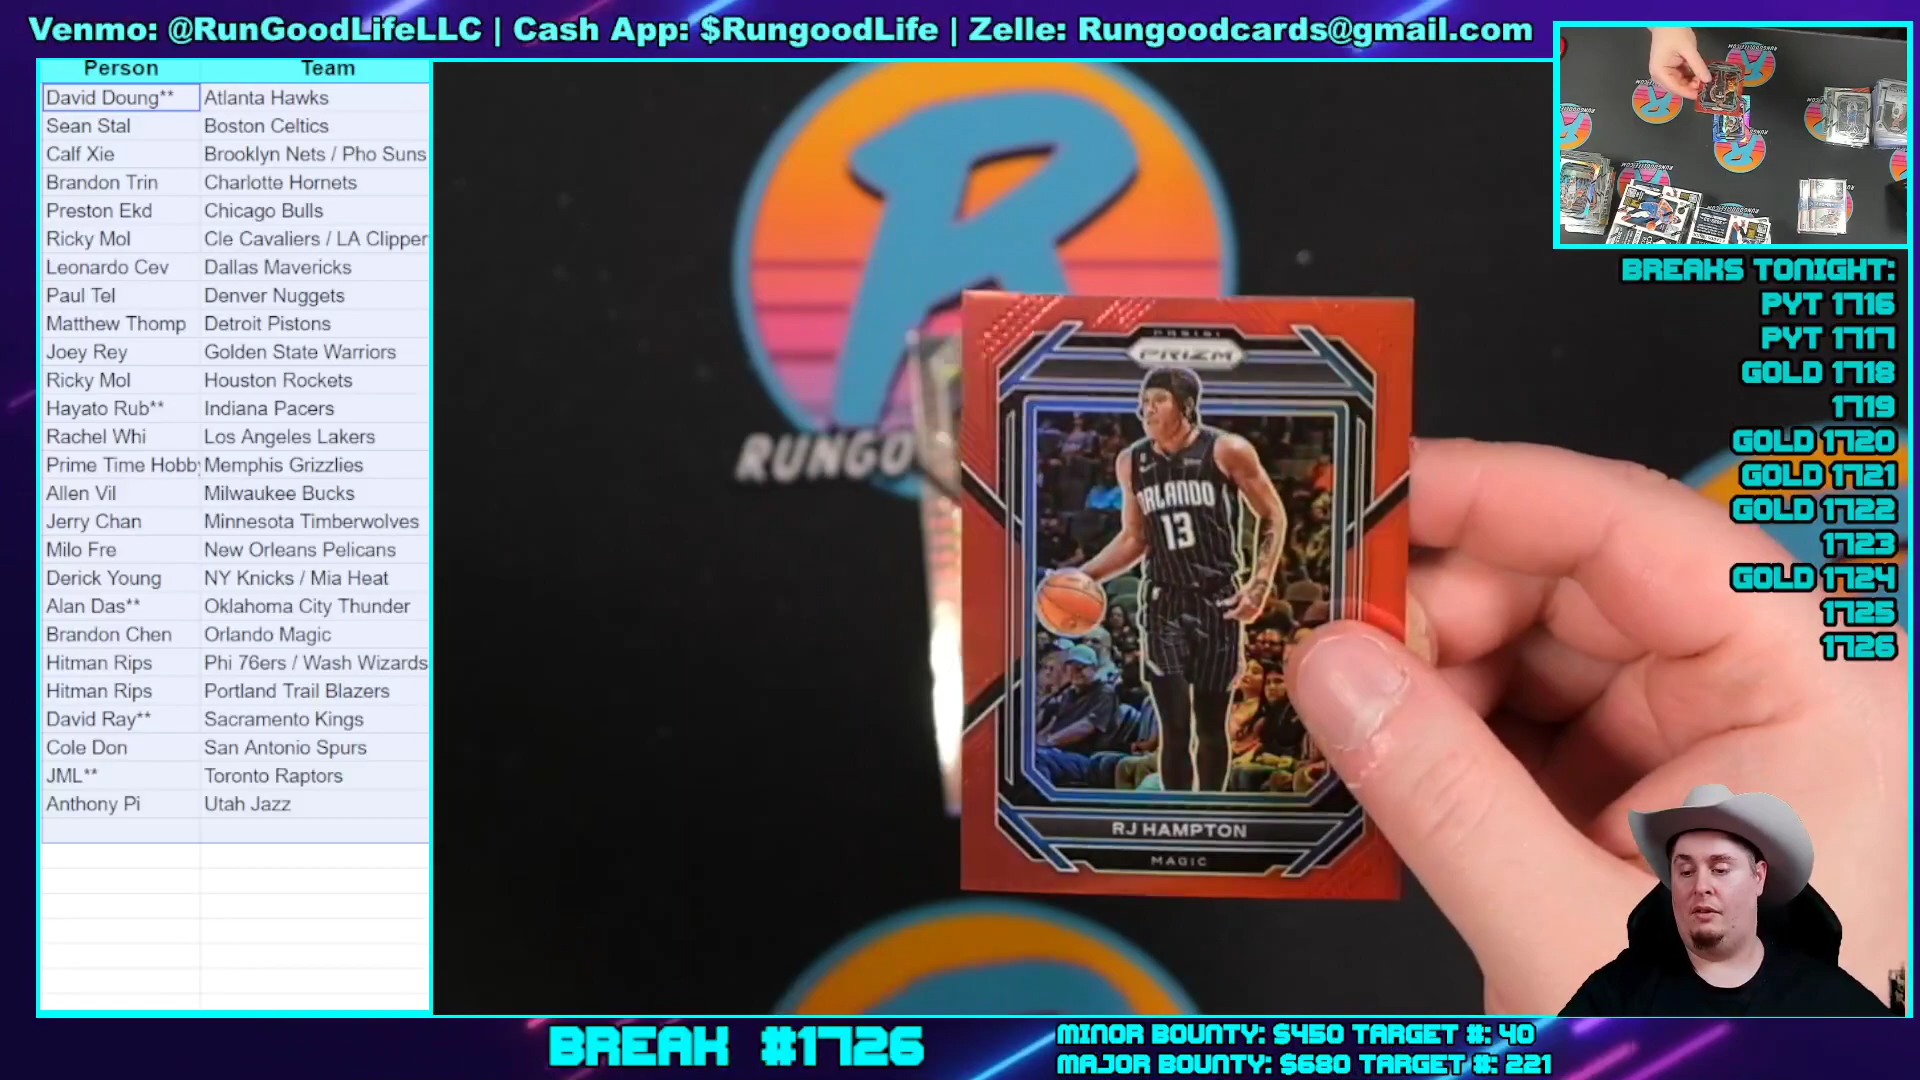 Venmo: @RunGoodLifeLLC | Cash App: $RungoodLife | Zelle: Rungoodcards@gmail.com
Person Team
David Doung** Atlanta Hawks
Sean Stal Boston Celtics
Calf Xie Brooklyn Nets / Pho Suns
Brandon Trin Charlotte Hornets
Preston Ekd Chicago Bulls
Ricky Mol Cle Cavaliers / LA Clipper
Leonardo Cev Dallas Mavericks
Paul Tel Denver Nuggets
Matthew Thomp Detroit Pistons
Joey Rey Golden State Warriors
Ricky Mol Houston Rockets
Hayato Rub** Indiana Pacers
Rachel Whi Los Angeles Lakers
Prime Time Hobby Memphis Grizzlies
Allen Vil Milwaukee Bucks
Jerry Chan Minnesota Timberwolves
Milo Fre New Orleans Pelicans
Derick Young NY Knicks / Mia Heat
Alan Das** Oklahoma City Thunder
Brandon Chen Orlando Magic
Hitman Rips Phi 76ers / Wash Wizards
Hitman Rips Portland Trail Blazers
David Ray** Sacramento Kings
Cole Don San Antonio Spurs
JML** Toronto Raptors
Anthony Pi Utah Jazz
R
RUNGO
PANINI
PRIZM
ORLANDO
13
RJ HAMPTON
MAGIC
BREAKS TONIGHT:
PYT 1716
PYT 1717
GOLD 1718
1719
GOLD 1720
GOLD 1721
GOLD 1722
1723
GOLD 1724
1725
1726
BREAK #1726
MINOR BOUNTY: $450 TARGET #: 40
MAJOR BOUNTY: $680 TARGET #: 221